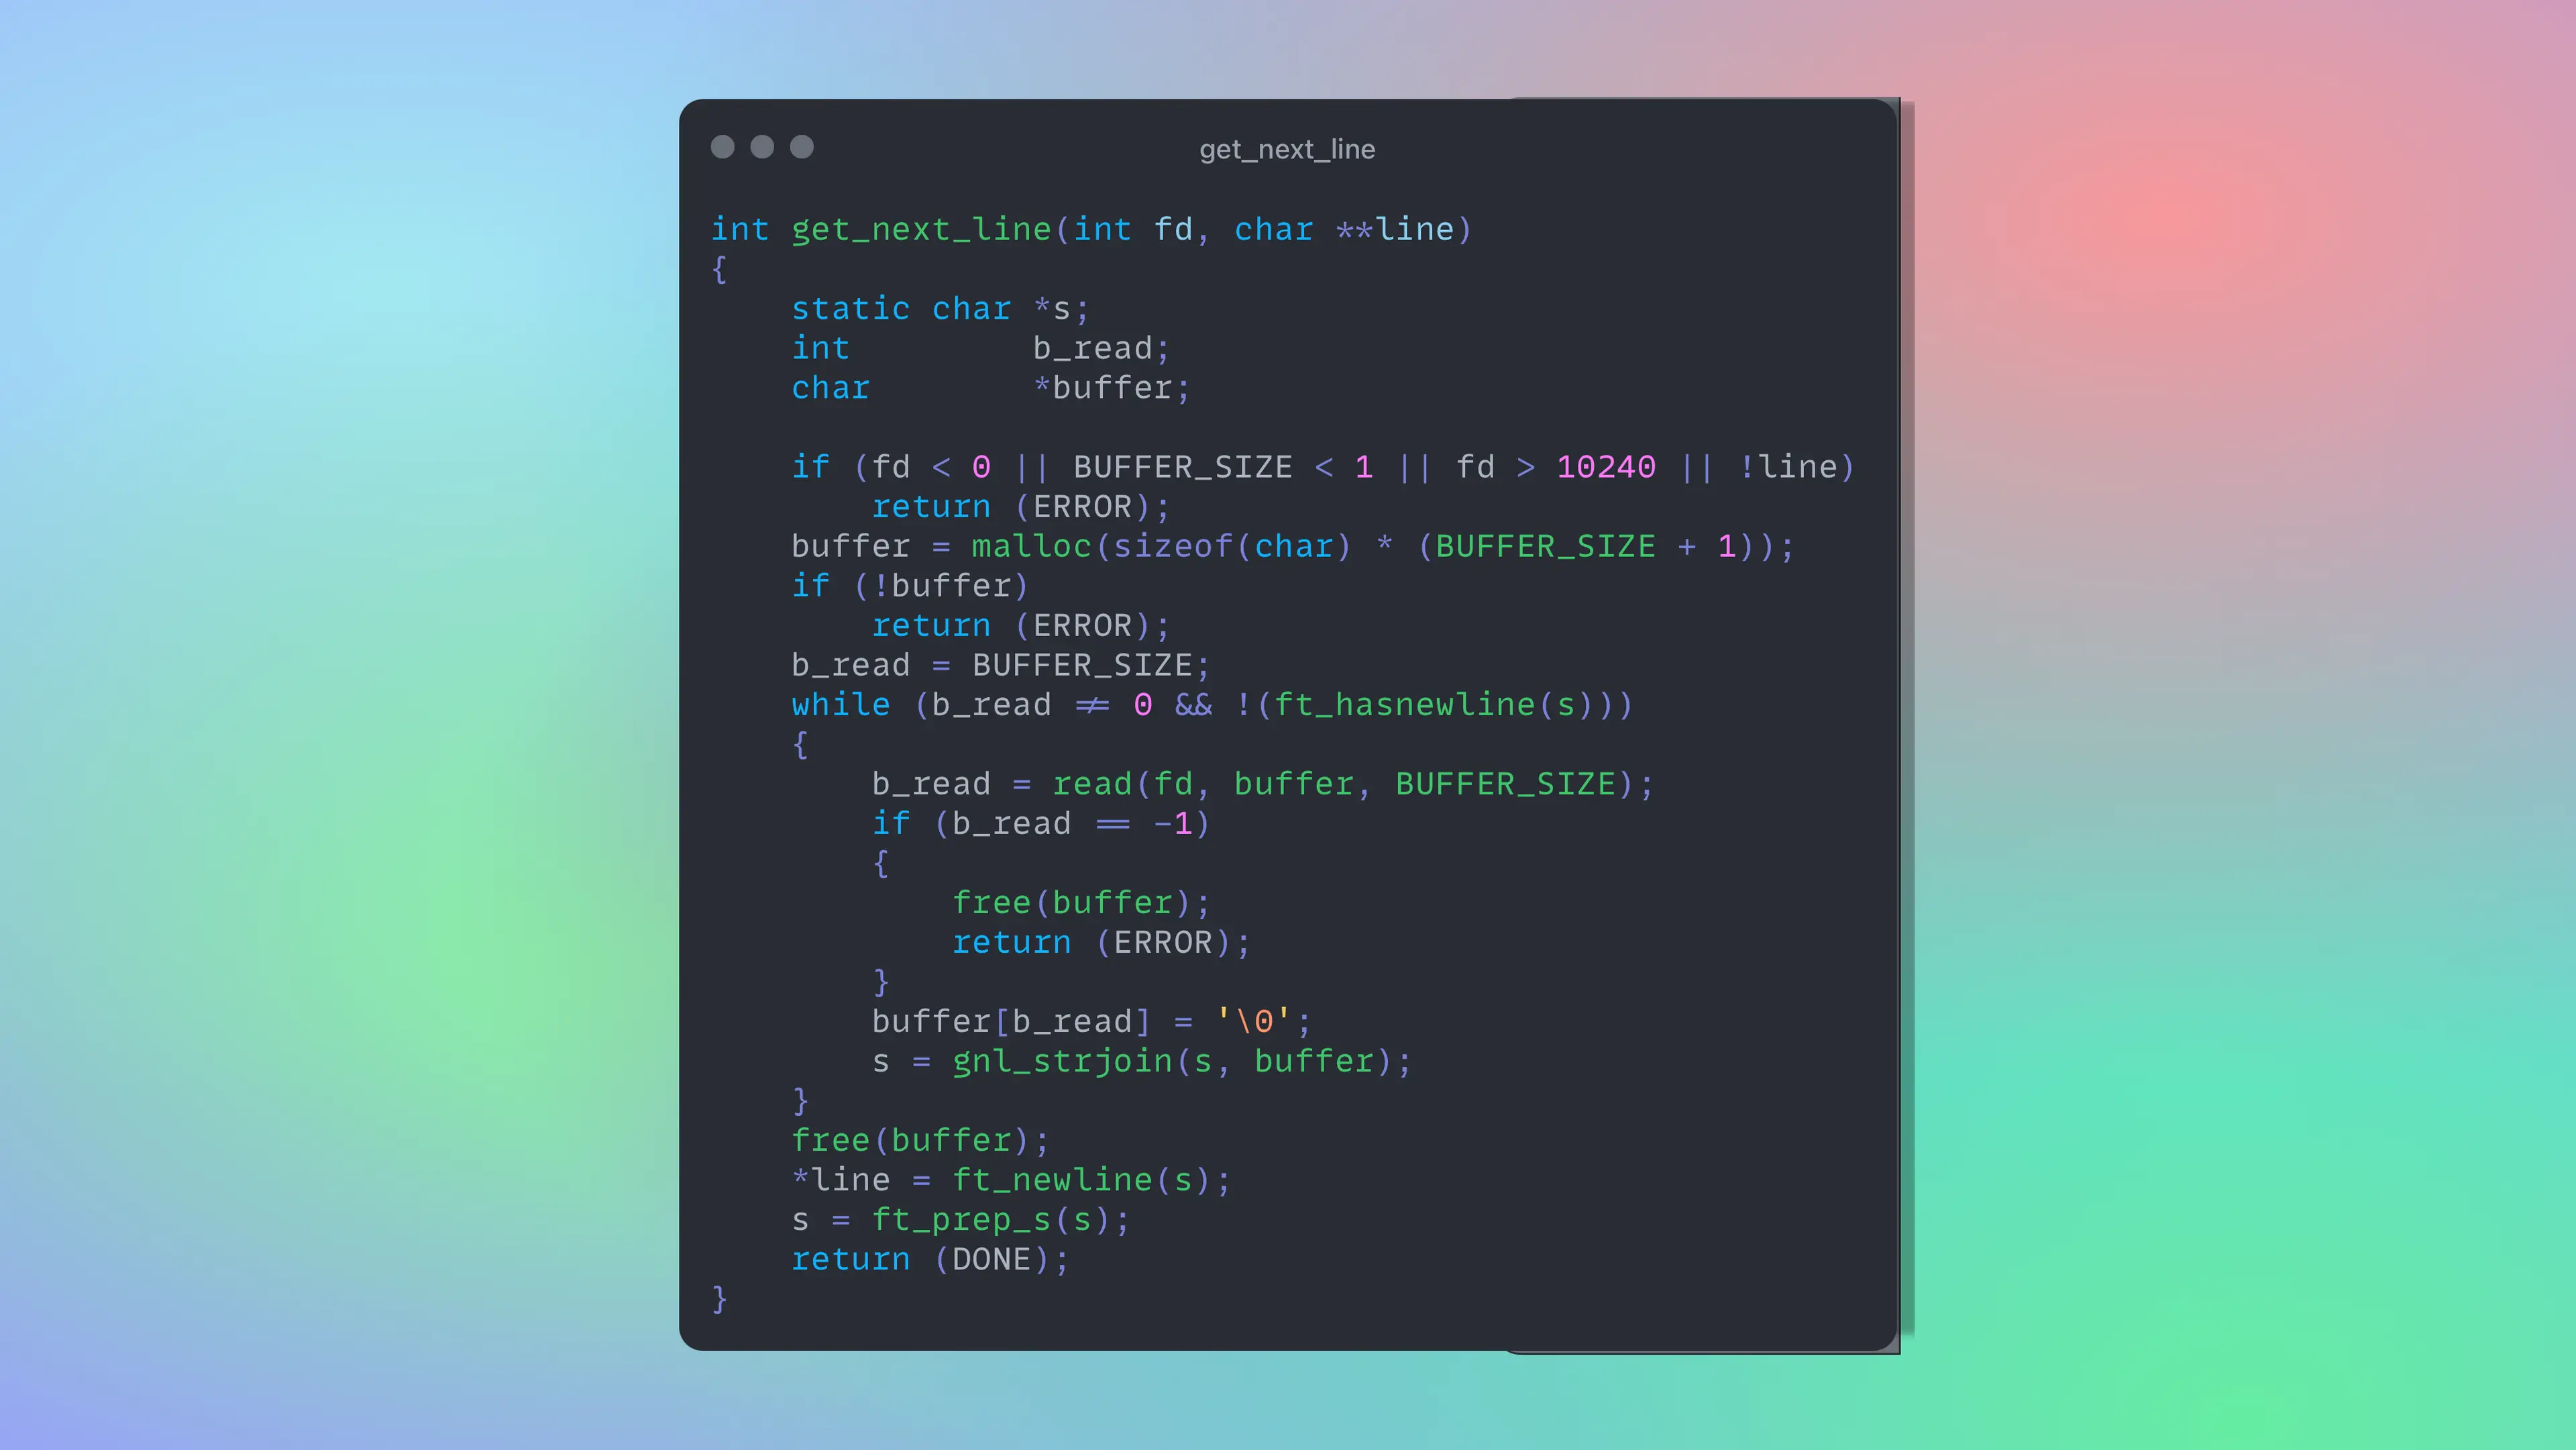 get_next_line
int get_next_line(int fd, char **line)
{
    static char *s;
    int         b_read;
    char        *buffer;

    if (fd < 0 || BUFFER_SIZE < 1 || fd > 10240 || !line)
        return (ERROR);
    buffer = malloc(sizeof(char) * (BUFFER_SIZE + 1));
    if (!buffer)
        return (ERROR);
    b_read = BUFFER_SIZE;
    while (b_read != 0 && !(ft_hasnewline(s)))
    {
        b_read = read(fd, buffer, BUFFER_SIZE);
        if (b_read == -1)
        {
            free(buffer);
            return (ERROR);
        }
        buffer[b_read] = '\0';
        s = gnl_strjoin(s, buffer);
    }
    free(buffer);
    *line = ft_newline(s);
    s = ft_prep_s(s);
    return (DONE);
}